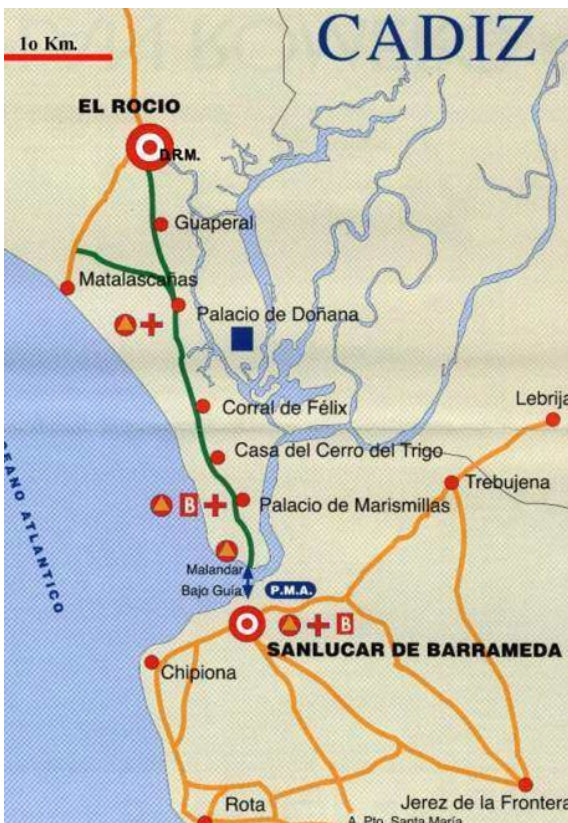 CADIZ
1o Km.
EL ROCIO
D.R.M.
Guaperal
Matalascañas
Palacio de Doñana
Corral de Félix
Lebrija
Casa del Cerro del Trigo
Trebujena
OCEANO ATLANTICO
B
Palacio de Marismillas
Malandar
Bajo Guía
P.M.A.
B
SANLUCAR DE BARRAMEDA
Chipiona
Rota
Jerez de la Frontera
A Pto. Santa María